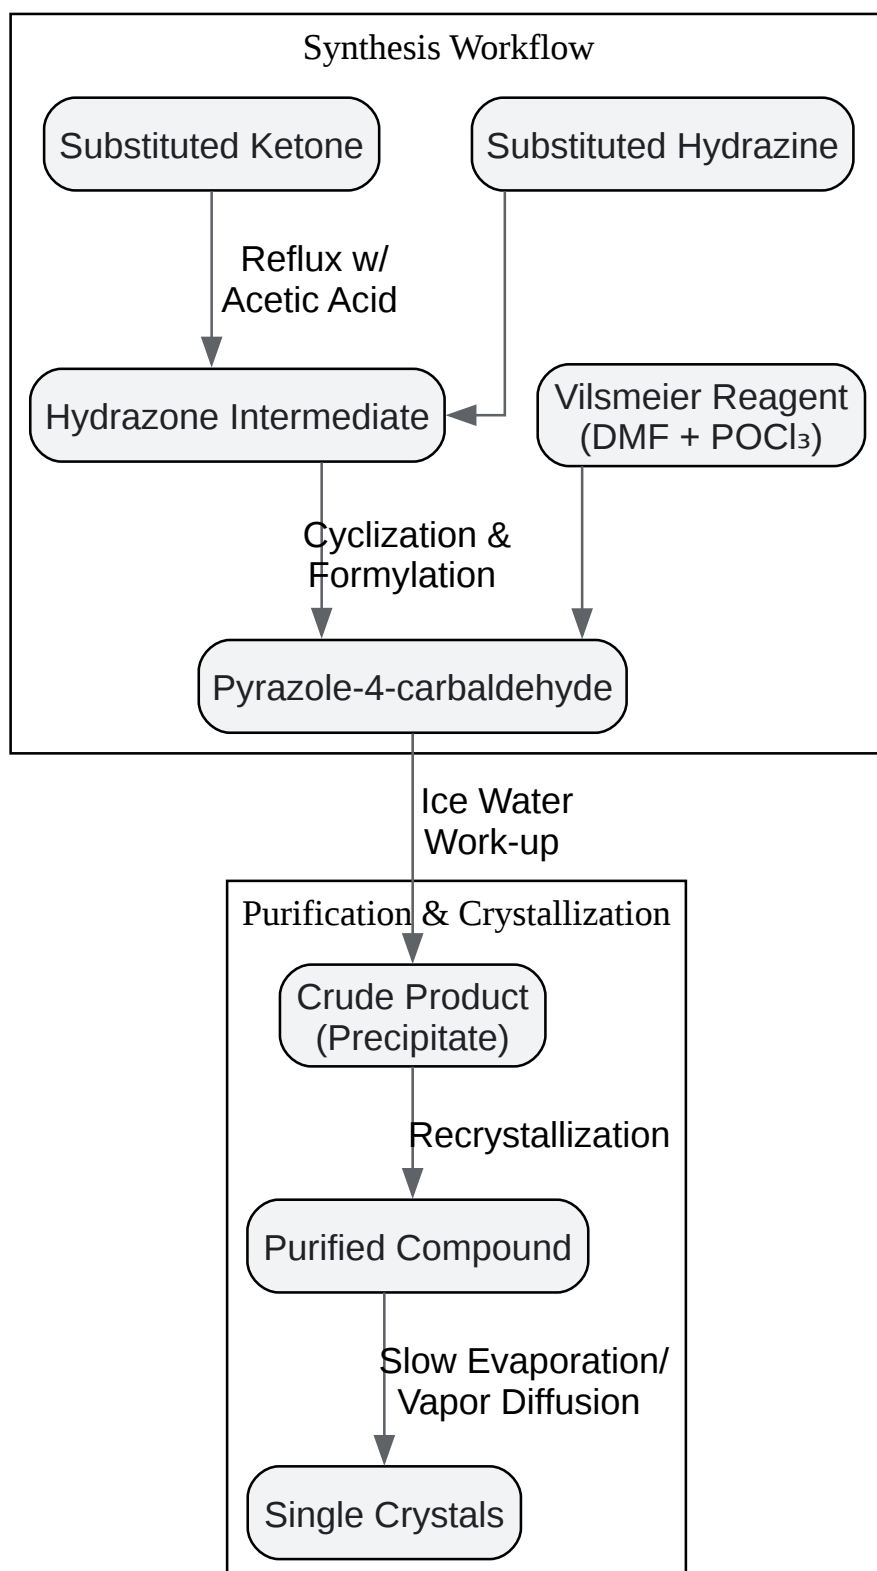 Synthesis Workflow
Substituted Ketone
Substituted Hydrazine
Reflux w/
Acetic Acid
Hydrazone Intermediate
Vilsmeier Reagent
(DMF + POCl₃)
Cyclization &
Formylation
Pyrazole-4-carbaldehyde
Ice Water
Work-up
Purification & Crystallization
Crude Product
(Precipitate)
Recrystallization
Purified Compound
Slow Evaporation/
Vapor Diffusion
Single Crystals